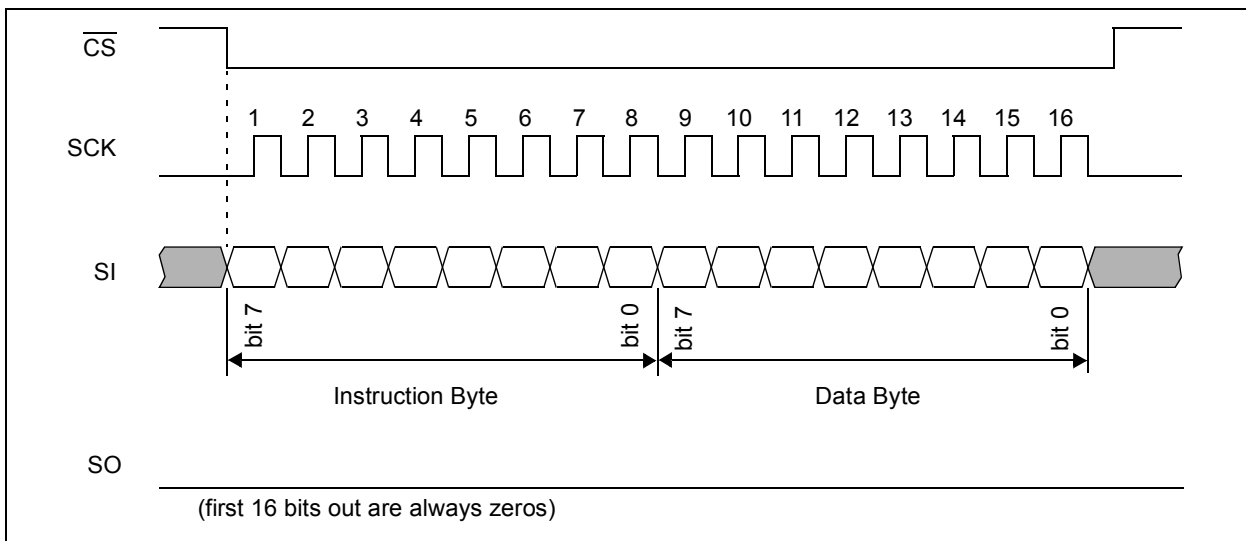 CS
1 2 3 4 5 6 7 8 9 10 11 12 13 14 15 16
SCK
SI
bit 7 bit 0 bit 7 bit 0
Instruction Byte Data Byte
SO
(first 16 bits out are always zeros)